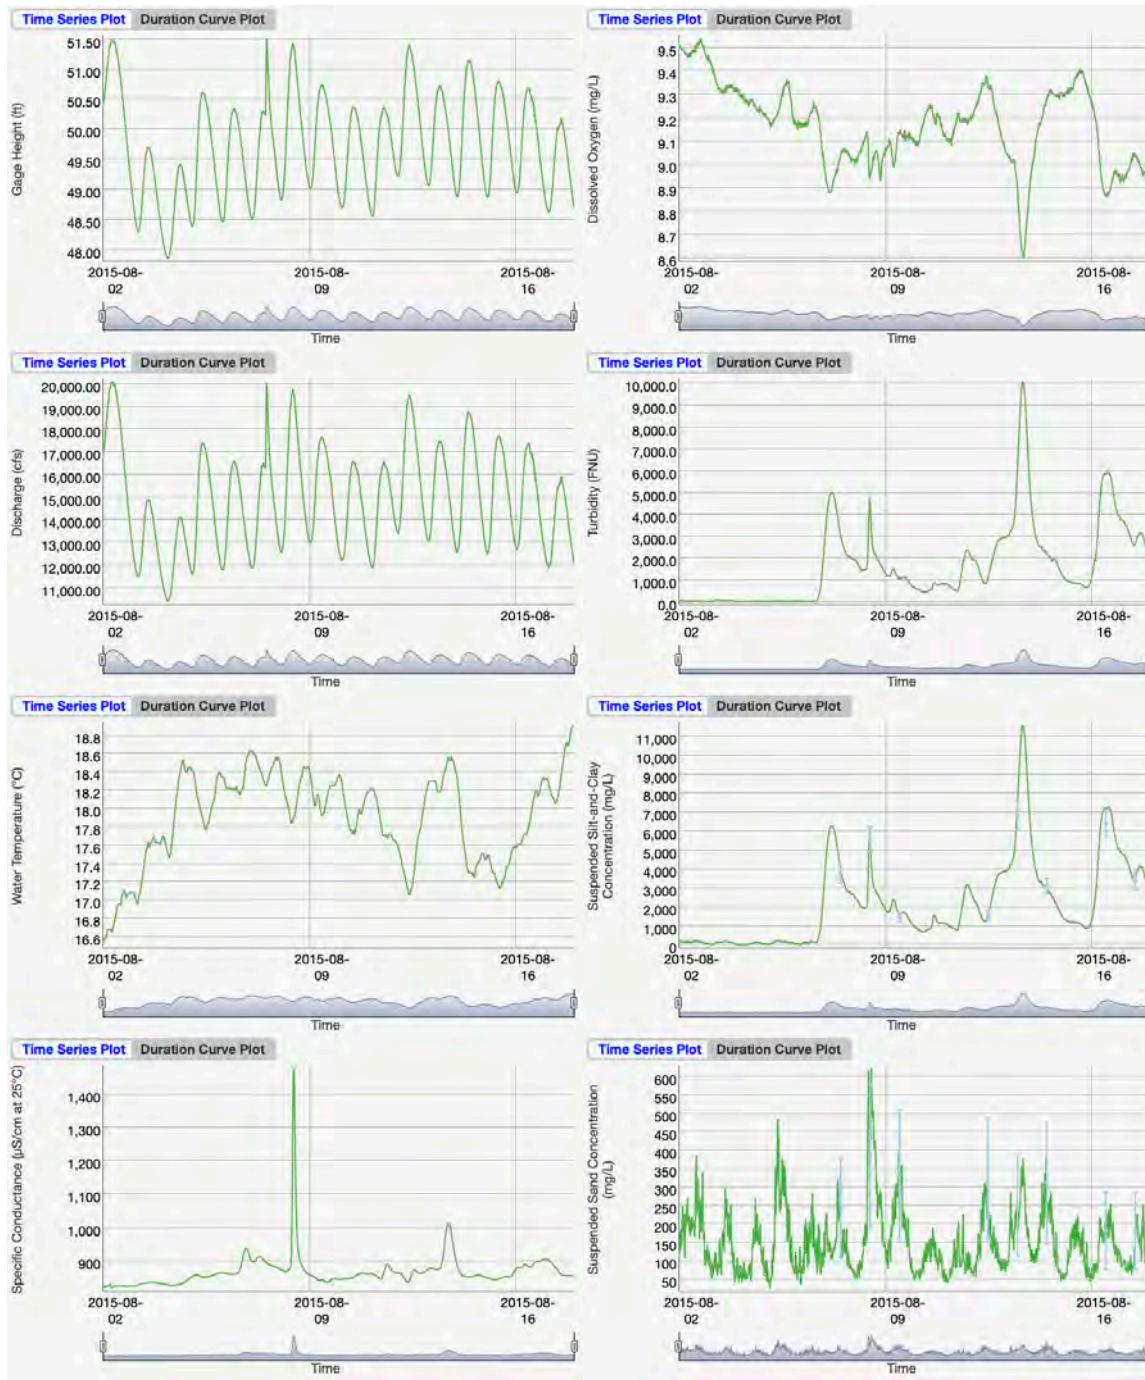 Time Series Plot Duration Curve Plot
Gage Height (ft)
51.50
51.00
50.50
50.00
49.50
49.00
48.50
48.00
2015-08-02 2015-08-09 2015-08-16
Time
Time Series Plot Duration Curve Plot
Dissolved Oxygen (mg/L)
9.5
9.4
9.3
9.2
9.1
9.0
8.9
8.8
8.7
8.6
2015-08-02 2015-08-09 2015-08-16
Time
Time Series Plot Duration Curve Plot
Discharge (cfs)
20,000.00
19,000.00
18,000.00
17,000.00
16,000.00
15,000.00
14,000.00
13,000.00
12,000.00
11,000.00
2015-08-02 2015-08-09 2015-08-16
Time
Time Series Plot Duration Curve Plot
Turbidity (FNU)
10,000.0
9,000.0
8,000.0
7,000.0
6,000.0
5,000.0
4,000.0
3,000.0
2,000.0
1,000.0
0.0
2015-08-02 2015-08-09 2015-08-16
Time
Time Series Plot Duration Curve Plot
Water Temperature (°C)
18.8
18.6
18.4
18.2
18.0
17.8
17.6
17.4
17.2
17.0
16.8
16.6
2015-08-02 2015-08-09 2015-08-16
Time
Time Series Plot Duration Curve Plot
Suspended Silt-and-Clay
Concentration (mg/L)
11,000
10,000
9,000
8,000
7,000
6,000
5,000
4,000
3,000
2,000
1,000
0
2015-08-02 2015-08-09 2015-08-16
Time
Time Series Plot Duration Curve Plot
Specific Conductance (µS/cm at 25°C)
1,400
1,300
1,200
1,100
1,000
900
2015-08-02 2015-08-09 2015-08-16
Time
Time Series Plot Duration Curve Plot
Suspended Sand Concentration
(mg/L)
600
550
500
450
400
350
300
250
200
150
100
50
2015-08-02 2015-08-09 2015-08-16
Time